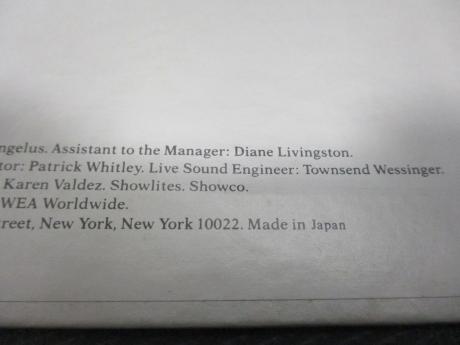 ngelus. Assistant to the Manager: Diane Livingston.
tor: Patrick Whitley. Live Sound Engineer: Townsend Wessinger.
Karen Valdez. Showlites. Showco.
WEA Worldwide.
reet, New York, New York 10022. Made in Japan